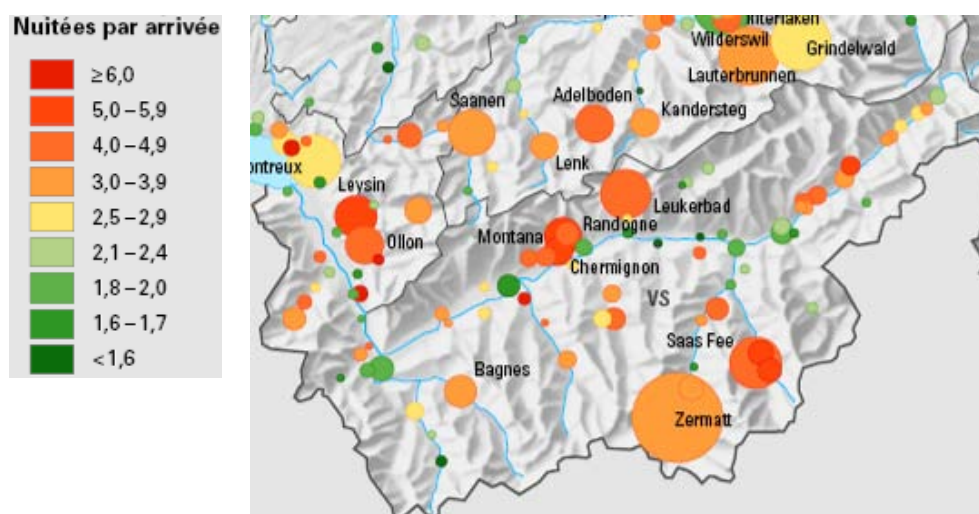 Nuitées par arrivée
≥6,0
5,0–5,9
4,0–4,9
3,0–3,9
2,5–2,9
2,1–2,4
1,8–2,0
1,6–1,7
<1,6
Interlaken
Wilderswil
Grindelwald
Lauterbrunnen
Saanen
Adelboden
Kandersteg
ontreux
Lenk
Leysin
Leukerbad
Ollon
Montana
Randogne
Chermignon
VS
Saas Fee
Bagnes
Zermatt